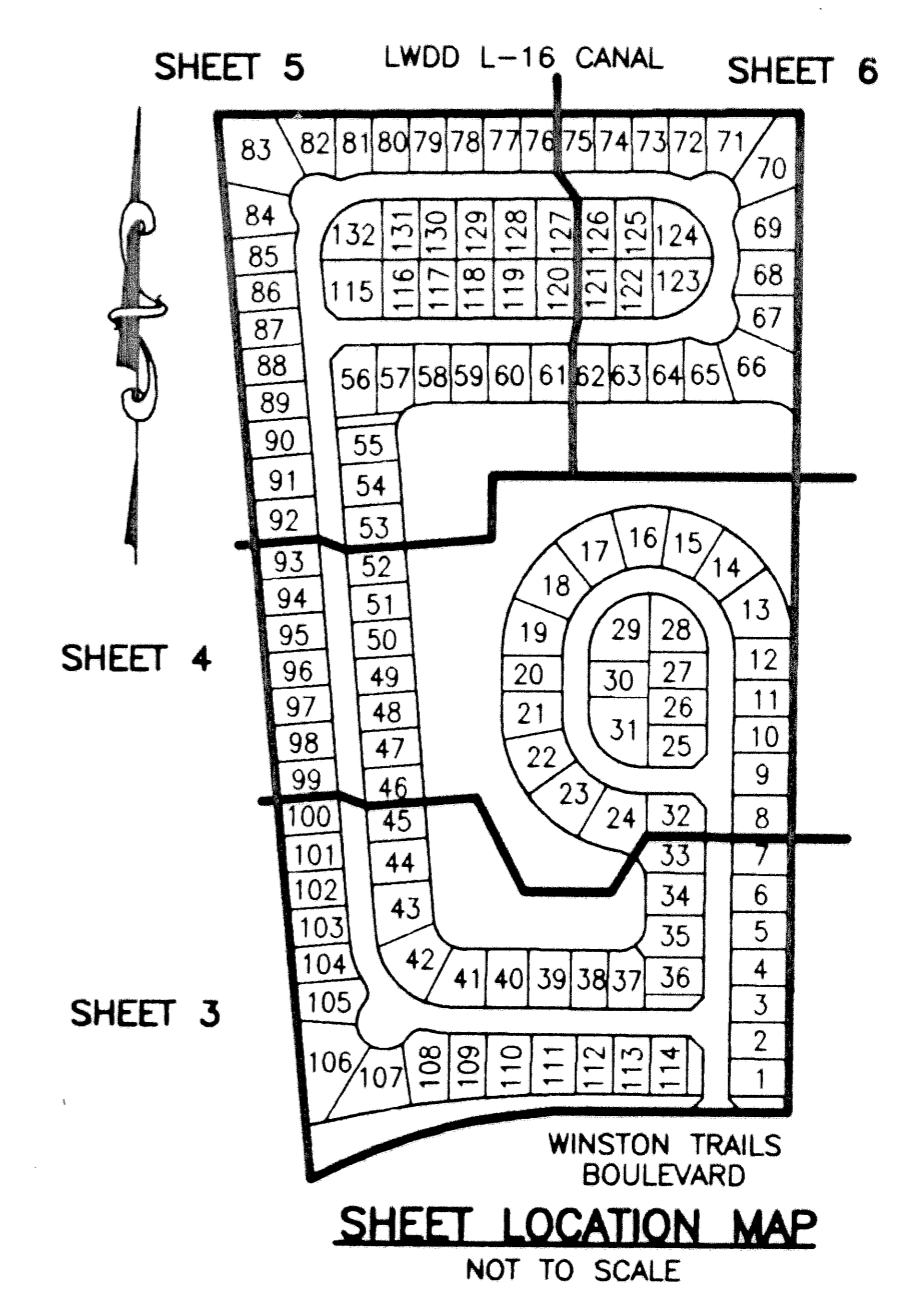 SHEET 5
LWDD L-16 CANAL
SHEET 6
83 82 81 80 79 78 77 76 75 74 73 72 71 70
84 132 131 130 129 128 127 126 125 124 69
85
86 115 116 117 118 119 120 121 122 123 68
87 67
88 56 57 58 59 60 61 62 63 64 65 66
89
90 55
91 54
92 53
93 52
94 51
95 50
96 49
97 48
98 47
99 46
16 15
17 14
18 13
19 29 28 12
20 30 27 11
21 31 26 10
22 25 9
23 24 32 8
SHEET 4
100 45 33 7
101 44 34 6
102 43 35 5
103
104 42 41 40 39 38 37 36 4
105 3
106 107 108 109 110 111 112 113 114 2
1
SHEET 3
WINSTON TRAILS
BOULEVARD
SHEET LOCATION MAP
NOT TO SCALE